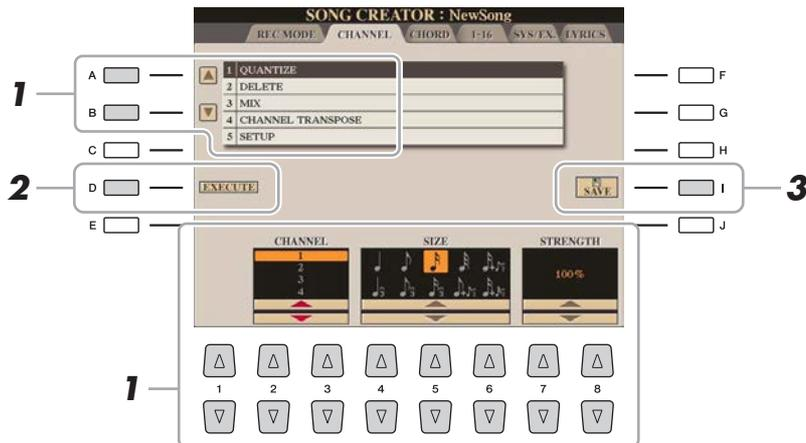 SONG CREATOR : NewSong
REC MODE CHANNEL CHORD 1-16 SYS/EX. LYRICS
1
A
F
1 QUANTIZE
2 DELETE
B
G
3 MIX
4 CHANNEL TRANSPOSE
5 SETUP
C
H
2
D
EXECUTE
SAVE
I
3
E
J
CHANNEL SIZE STRENGTH
1
2
3
4
100%
1
1 2 3 4 5 6 7 8